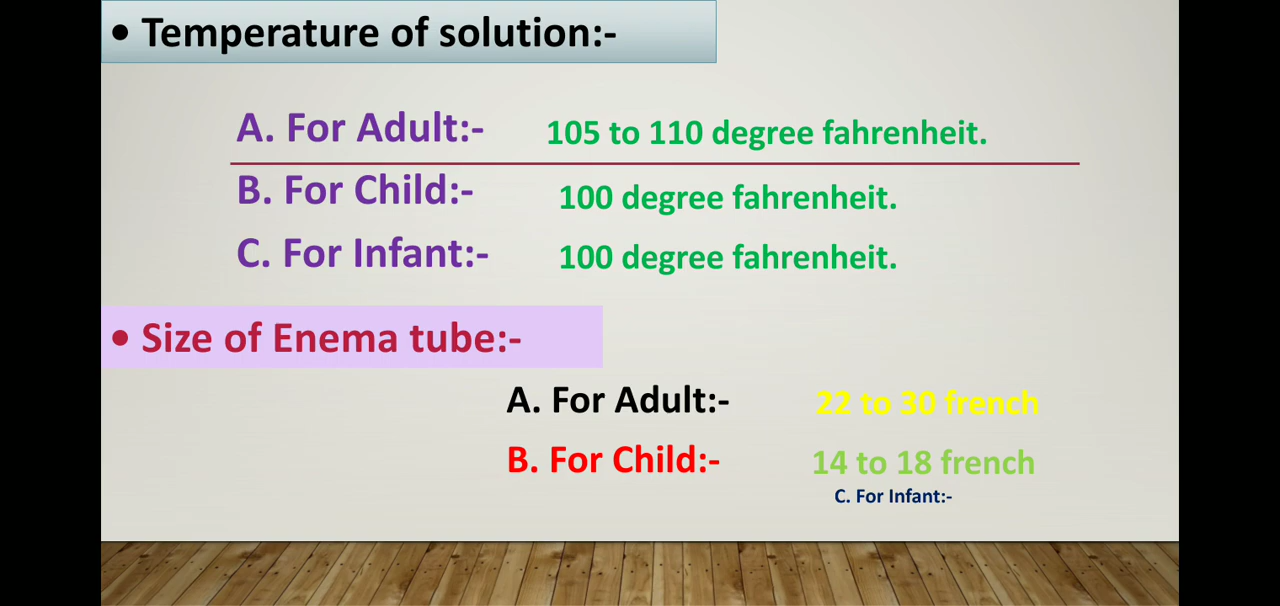 • Temperature of solution:-
A. For Adult:- 105 to 110 degree fahrenheit.
B. For Child:- 100 degree fahrenheit.
C. For Infant:- 100 degree fahrenheit.
• Size of Enema tube:-
A. For Adult:- 22 to 30 french
B. For Child:- 14 to 18 french
C. For Infant:-